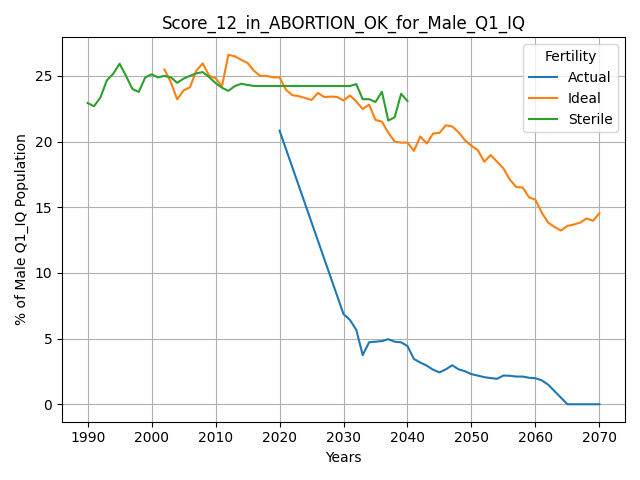 Score_12_in_ABORTION_OK_for_Male_Q1_IQ
Fertility
Actual
Ideal
Sterile
% of Male Q1_IQ Population
25
20
15
10
5
0
1990 2000 2010 2020 2030 2040 2050 2060 2070
Years